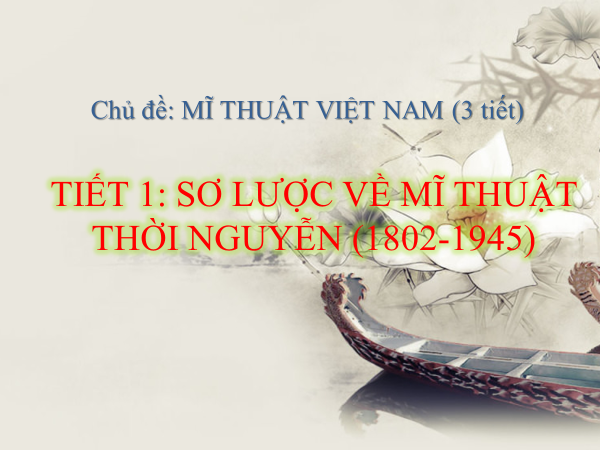 Chủ đề: MĨ THUẬT VIỆT NAM (3 tiết)
TIẾT 1: SƠ LƯỢC VỀ MĨ THUẬT
THỜI NGUYỄN (1802-1945)